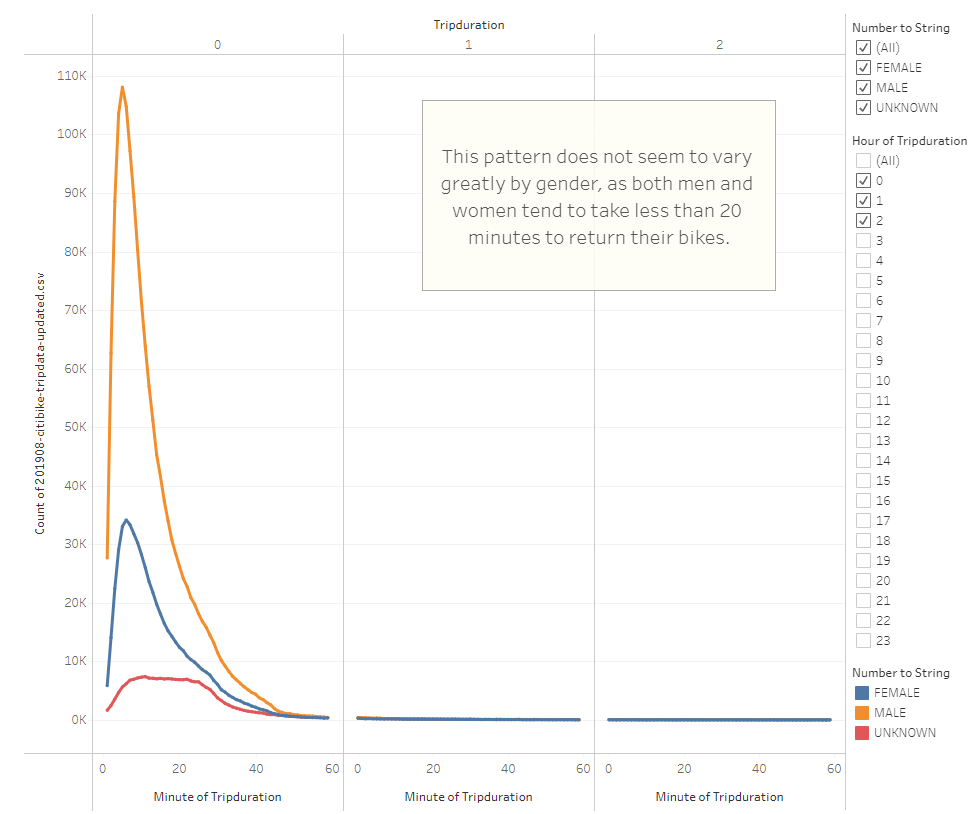 Tripduration
0
1
2
110K
100K
90K
80K
70K
60K
50K
40K
30K
20K
10K
0K
Count of 201908-citibike-tripdata-updated.csv
This pattern does not seem to vary
greatly by gender, as both men and
women tend to take less than 20
minutes to return their bikes.
0 20 40 60
0 20 40 60
0 20 40 60
Minute of Tripduration
Minute of Tripduration
Minute of Tripduration
Number to String
(All)
FEMALE
MALE
UNKNOWN
Hour of Tripduration
(All)
0
1
2
3
4
5
6
7
8
9
10
11
12
13
14
15
16
17
18
19
20
21
22
23
Number to String
FEMALE
MALE
UNKNOWN